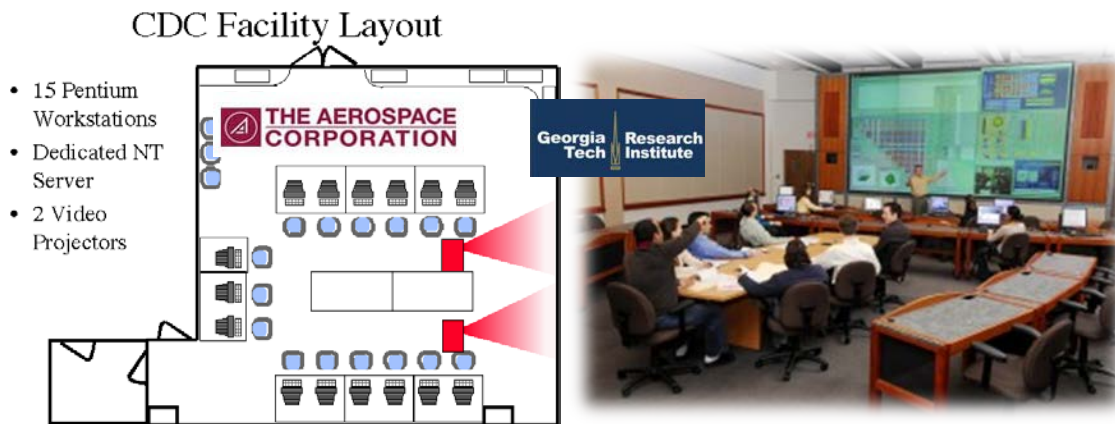 CDC Facility Layout
• 15 Pentium
Workstations
• Dedicated NT
Server
• 2 Video
Projectors
THE AEROSPACE
CORPORATION
Georgia Research
Tech Institute